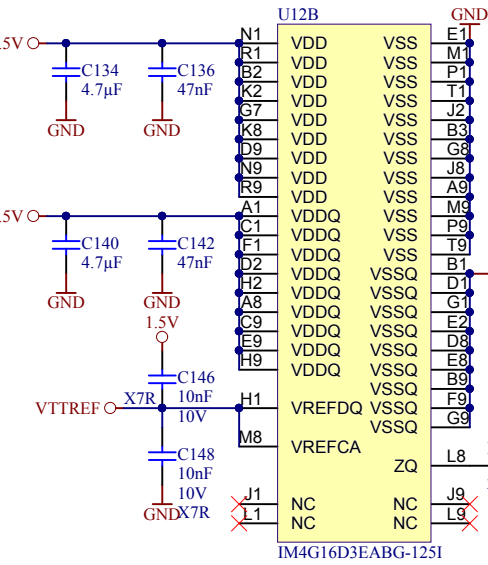 U12B
GND
.5V
N1 VDD VSS E1
R1 VDD VSS M1
B2 VDD VSS P1
K2 VDD VSS T1
G7 VDD VSS J2
K8 VDD VSS B3
D9 VDD VSS G8
N9 VDD VSS J8
R9 VDD VSS A9
C134
4.7µF
GND
C136
47nF
GND
.5V
A1 VDDQ VSS M9
C1 VDDQ VSS P9
F1 VDDQ VSS T9
D2 VDDQ VSSQ B1
H2 VDDQ VSSQ D1
A8 VDDQ VSSQ G1
C9 VDDQ VSSQ E2
E9 VDDQ VSSQ D8
H9 VDDQ VSSQ E8
VSSQ B9
H1 VREFDQ VSSQ F9
VSSQ G9
M8 VREFCA
ZQ L8
J1 NC NC J9
L1 NC NC L9
C140
4.7µF
GND
C142
47nF
GND
1.5V
C146
10nF
10V
X7R
VTTREF
C148
10nF
10V
X7R
GND
IM4G16D3EABG-125I